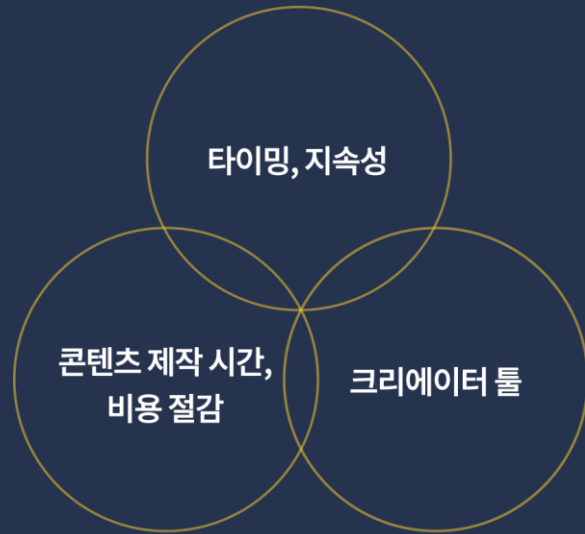 타이밍, 지속성
콘텐츠 제작 시간,
비용 절감
크리에이터 툴